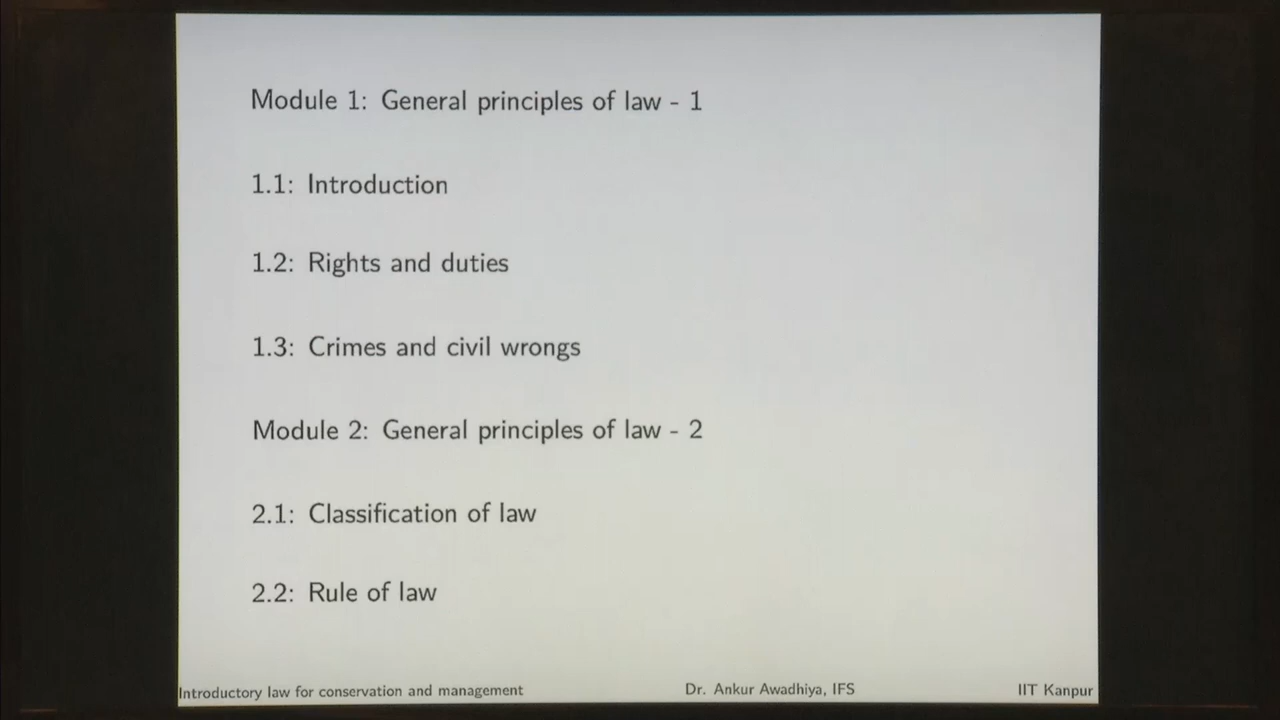 Module 1: General principles of law - 1
1.1: Introduction
1.2: Rights and duties
1.3: Crimes and civil wrongs
Module 2: General principles of law - 2
2.1: Classification of law
2.2: Rule of law
Introductory law for conservation and management Dr. Ankur Awadhiya, IFS IIT Kanpur